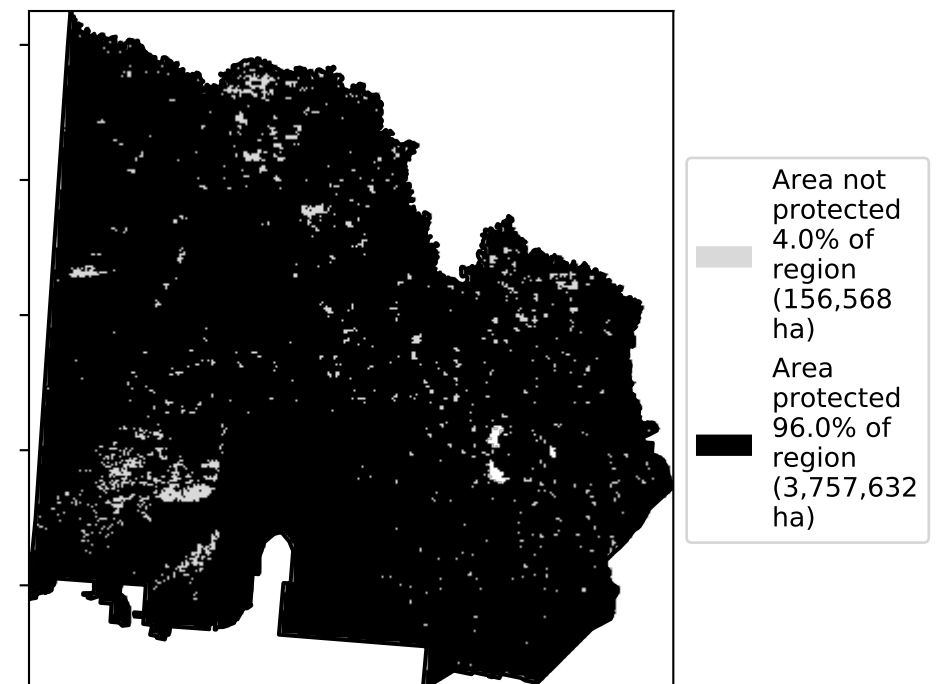 Area not
protected
4.0% of
region
(156,568
ha)
Area
protected
96.0% of
region
(3,757,632
ha)